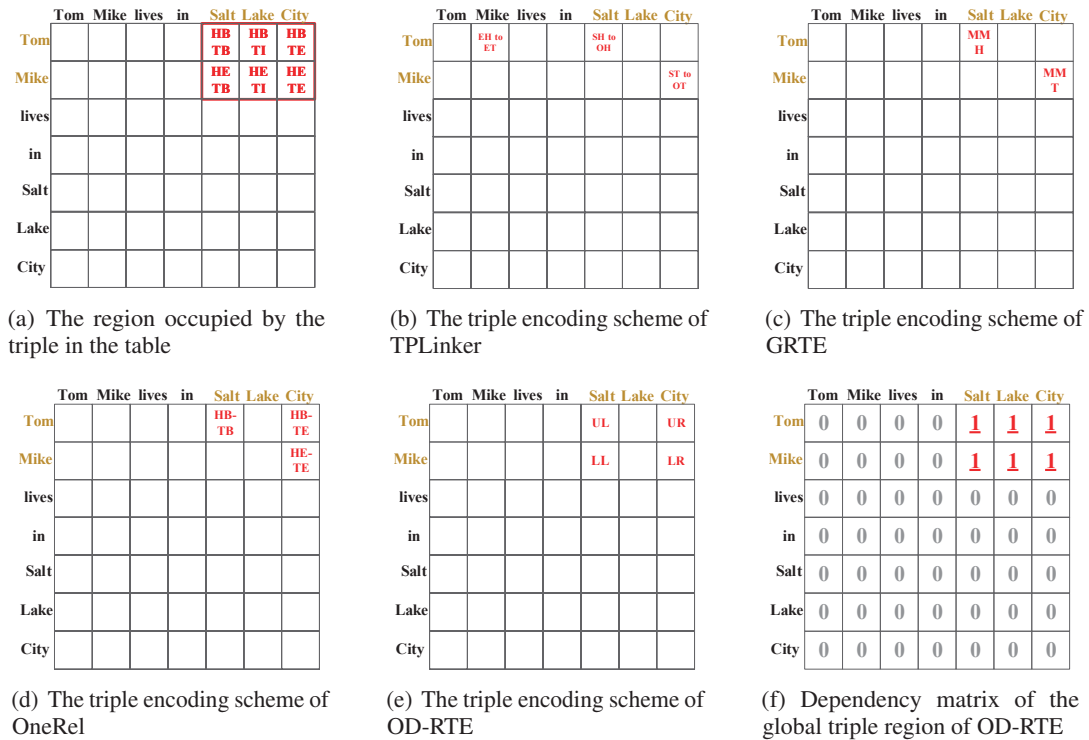 Tom Mike lives in Salt Lake City
Tom HB TB HB TI HB TE
Mike HE TB HE TI HE TE
lives
in
Salt
Lake
City
(a) The region occupied by the
triple in the table
Tom Mike lives in Salt Lake City
Tom EH to ET SH to OH
Mike ST to OT
lives
in
Salt
Lake
City
(b) The triple encoding scheme of
TPLinker
Tom Mike lives in Salt Lake City
Tom MM H
Mike MM T
lives
in
Salt
Lake
City
(c) The triple encoding scheme of
GRTE
Tom Mike lives in Salt Lake City
Tom HB-TB HB-TE
Mike HE-TE
lives
in
Salt
Lake
City
(d) The triple encoding scheme of
OneRel
Tom Mike lives in Salt Lake City
Tom UL UR
Mike LL LR
lives
in
Salt
Lake
City
(e) The triple encoding scheme of
OD-RTE
Tom Mike lives in Salt Lake City
Tom 0 0 0 0 1 1 1
Mike 0 0 0 0 1 1 1
lives 0 0 0 0 0 0 0
in 0 0 0 0 0 0 0
Salt 0 0 0 0 0 0 0
Lake 0 0 0 0 0 0 0
City 0 0 0 0 0 0 0
(f) Dependency matrix of the
global triple region of OD-RTE